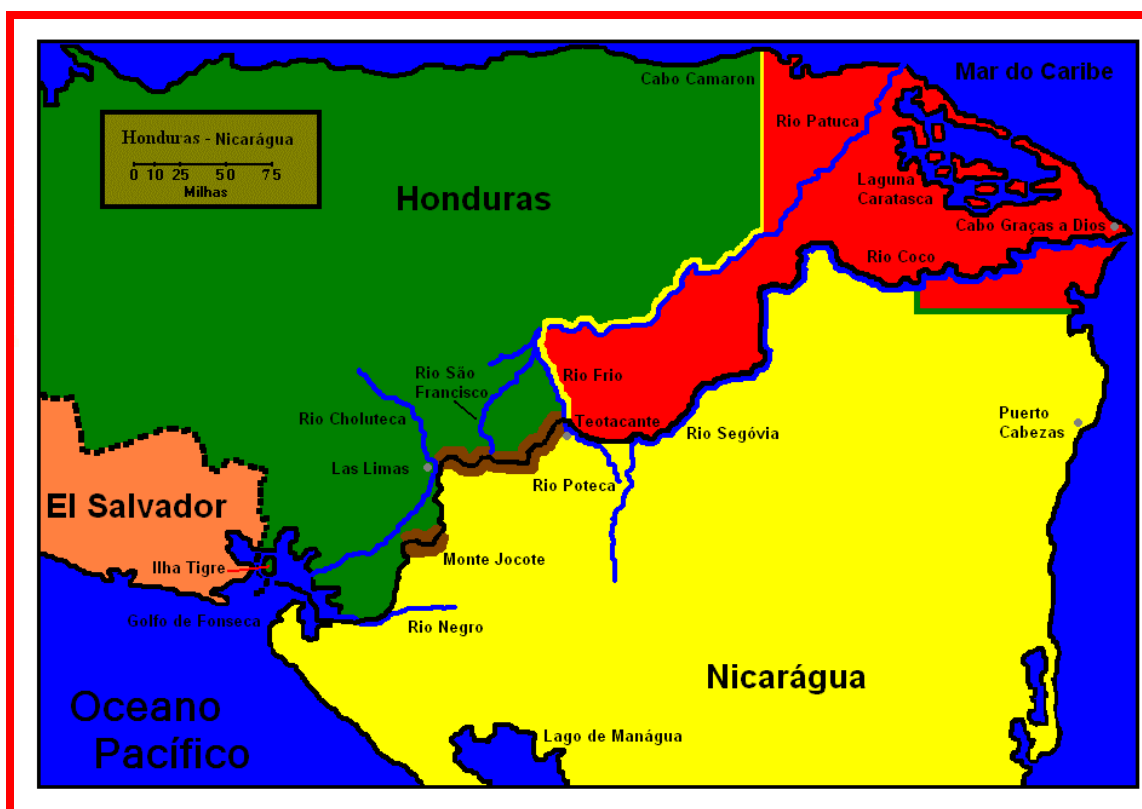 Mar do Caribe
Cabo Camaron
Rio Patuca
Honduras - Nicarágua
0 10 25 50 75
Milhas
Honduras
Laguna
Caratasca
Cabo Graças a Dios
Rio Coco
Rio São
Francisco
Rio Frio
Rio Choluteca
Teotacante
Rio Segóvia
Puerto
Cabezas
Las Limas
Rio Poteca
El Salvador
Monte Jocote
Ilha Tigre
Golfo de Fonseca
Rio Negro
Nicarágua
Oceano
Pacífico
Lago de Manágua